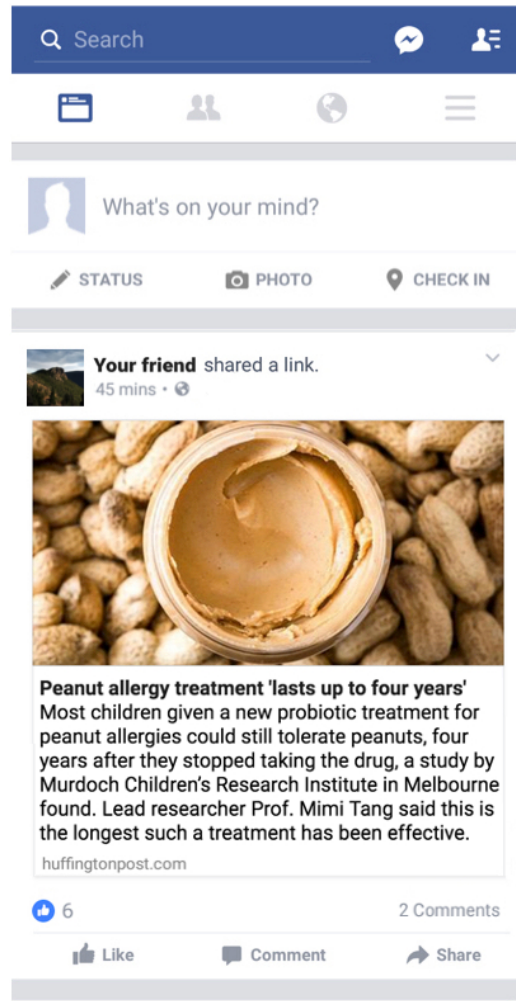 Search
What's on your mind?
STATUS PHOTO CHECK IN
Your friend shared a link.
45 mins •
Peanut allergy treatment 'lasts up to four years'
Most children given a new probiotic treatment for
peanut allergies could still tolerate peanuts, four
years after they stopped taking the drug, a study by
Murdoch Children’s Research Institute in Melbourne
found. Lead researcher Prof. Mimi Tang said this is
the longest such a treatment has been effective.
huffingtonpost.com
6 2 Comments
Like Comment Share